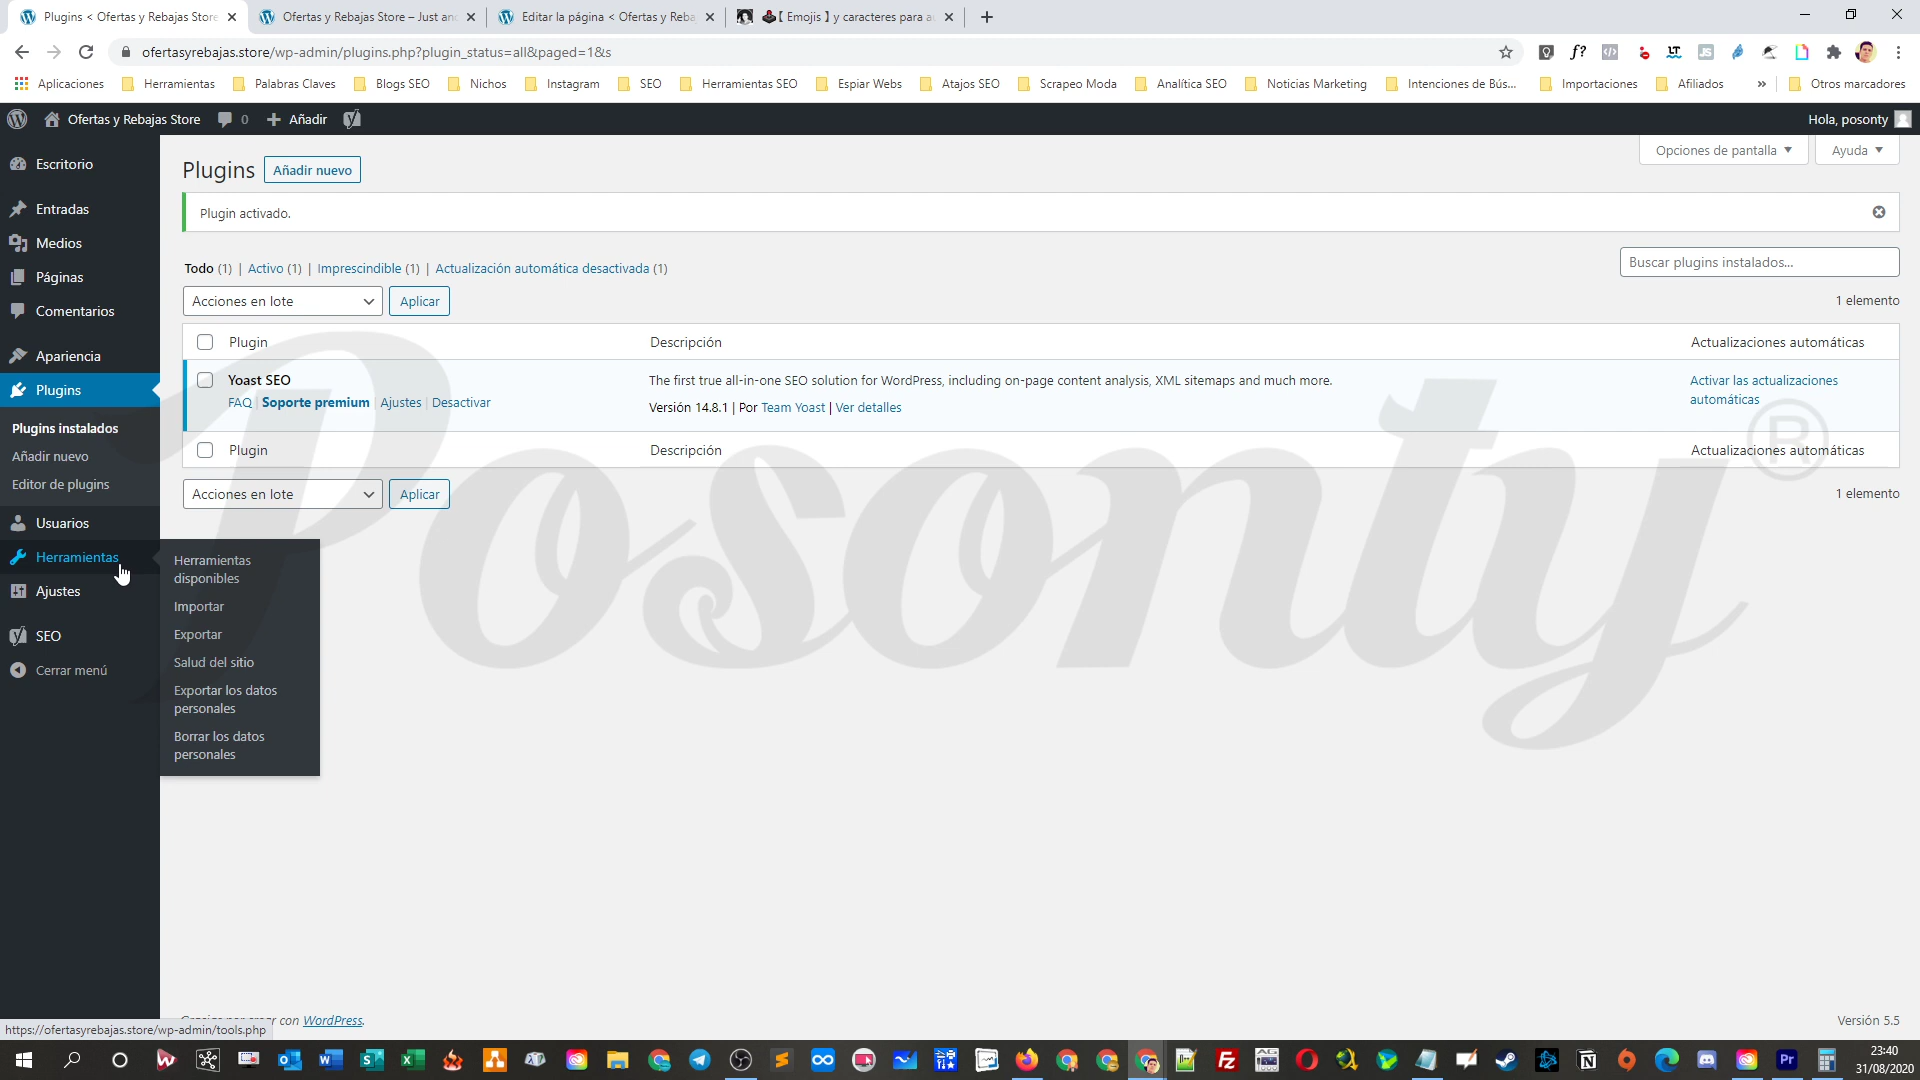 Plugins < Ofertas y Rebajas Store
Ofertas y Rebajas Store – Just an
Editar la página < Ofertas y Reba
【 Emojis 】 y caracteres para a
ofertasyrebajas.store/wp-admin/plugins.php?plugin_status=all&paged=1&s
Aplicaciones
Herramientas
Palabras Claves
Blogs SEO
Nichos
Instagram
SEO
Herramientas SEO
Espiar Webs
Atajos SEO
Scrapeo Moda
Analítica SEO
Noticias Marketing
Intenciones de Bús...
Importaciones
Afiliados
»
Otros marcadores
Ofertas y Rebajas Store
0
Añadir
Hola, posonty
Escritorio
Entradas
Medios
Páginas
Comentarios
Apariencia
Plugins
Plugins instalados
Añadir nuevo
Editor de plugins
Usuarios
Herramientas
Ajustes
SEO
Cerrar menú
Herramientas
disponibles
Importar
Exportar
Salud del sitio
Exportar los datos
personales
Borrar los datos
personales
Opciones de pantalla
Ayuda
Plugins
Añadir nuevo
Plugin activado.
Todo (1) | Activo (1) | Imprescindible (1) | Actualización automática desactivada (1)
Buscar plugins instalados...
Acciones en lote
Aplicar
1 elemento
Plugin
Descripción
Actualizaciones automáticas
Yoast SEO
FAQ | Soporte premium | Ajustes | Desactivar
The first true all-in-one SEO solution for WordPress, including on-page content analysis, XML sitemaps and much more.
Versión 14.8.1 | Por Team Yoast | Ver detalles
Activar las actualizaciones
automáticas
Plugin
Descripción
Actualizaciones automáticas
Acciones en lote
Aplicar
1 elemento
Posonty®
con WordPress.
Versión 5.5
https://ofertasyrebajas.store/wp-admin/tools.php
23:40
31/08/2020